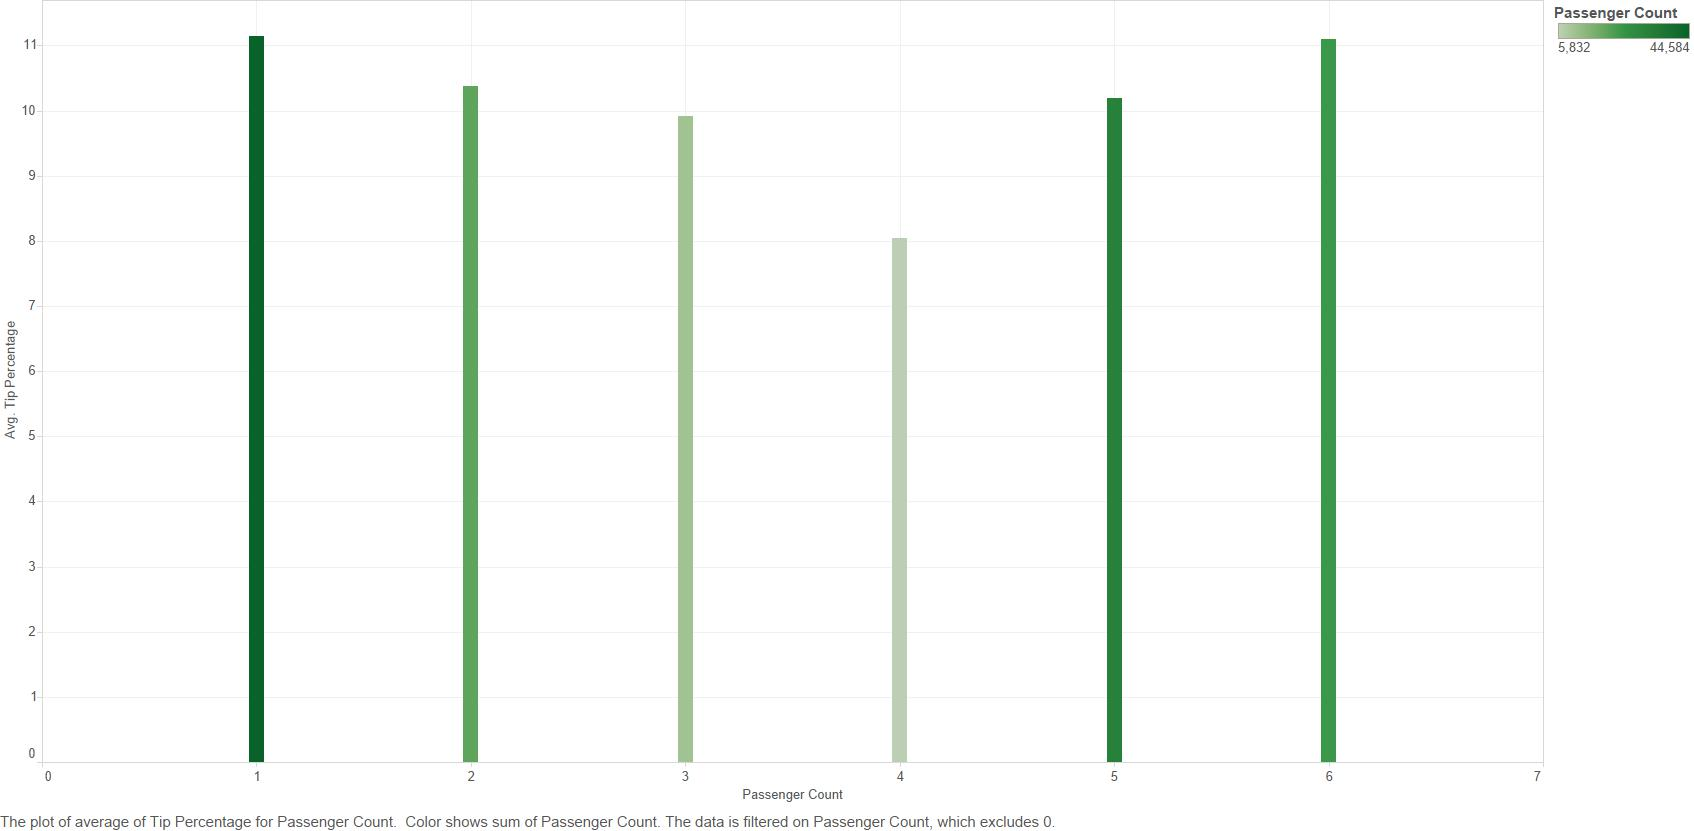 Passenger Count
5,832 44,584
11
10
9
8
7
6
5
4
3
2
1
0
Avg. Tip Percentage
0 1 2 3 4 5 6 7
Passenger Count
The plot of average of Tip Percentage for Passenger Count.  Color shows sum of Passenger Count. The data is filtered on Passenger Count, which excludes 0.